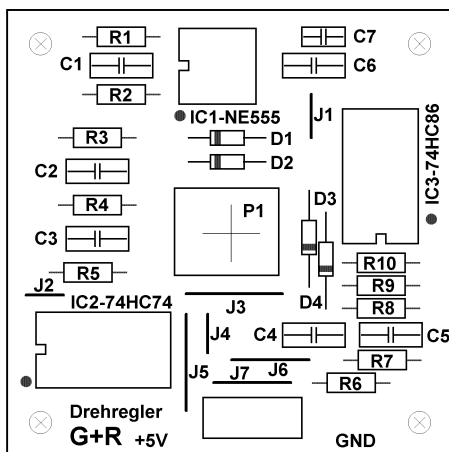 R1
C1
R2
IC1-NE555
C7
C6
J1
D1
D2
R3
C2
R4
C3
R5
J2
P1
D3
D4
IC3-74HC86
R10
R9
R8
IC2-74HC74
J3
J4
J5
C4
C5
J6
J7
R7
R6
Drehregler
G+R +5V
GND